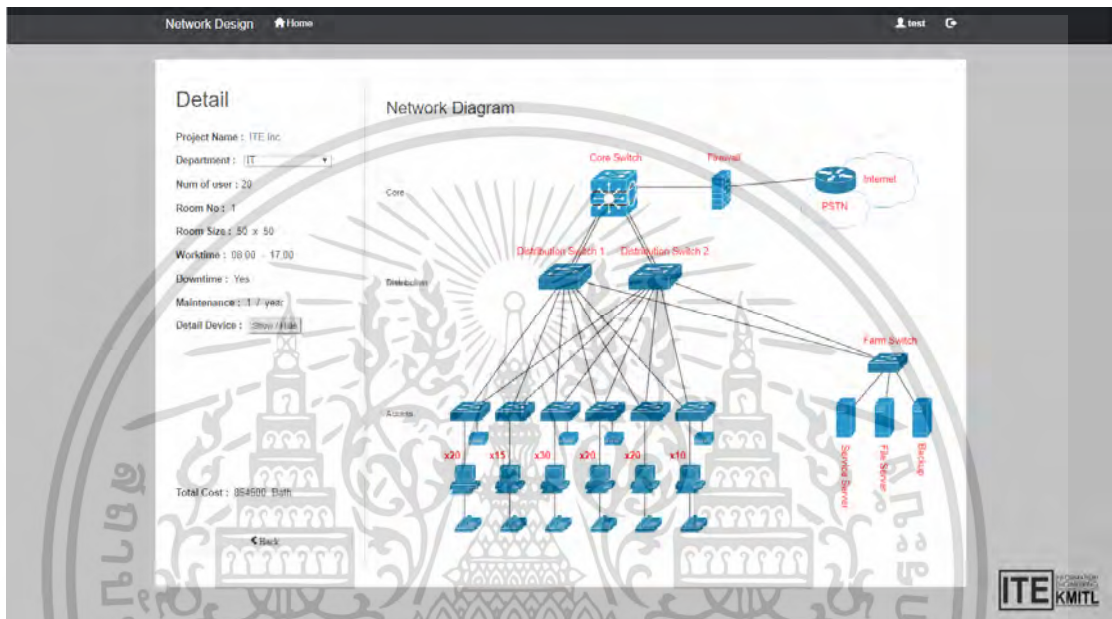 Network Design
Home
test
Detail
Project Name : ITE Inc.
Department : IT
Num of user : 20
Room No : 1
Room Size : 50 x 50
Worktime : 08.00 - 17.00
Downtime : Yes
Maintenance : 1 / year
Detail Device : Show / Hide
Total Cost : 854500 Bath
Back
Network Diagram
Core Switch
Firewall
Internet
PSTN
Core
Distribution Switch 1
Distribution Switch 2
Distribution
Farm Switch
Access
x20
x15
x30
x20
x20
x10
Service Server
File Server
Backup
ITE
INFORMATION
ENGINEERING
KMITL